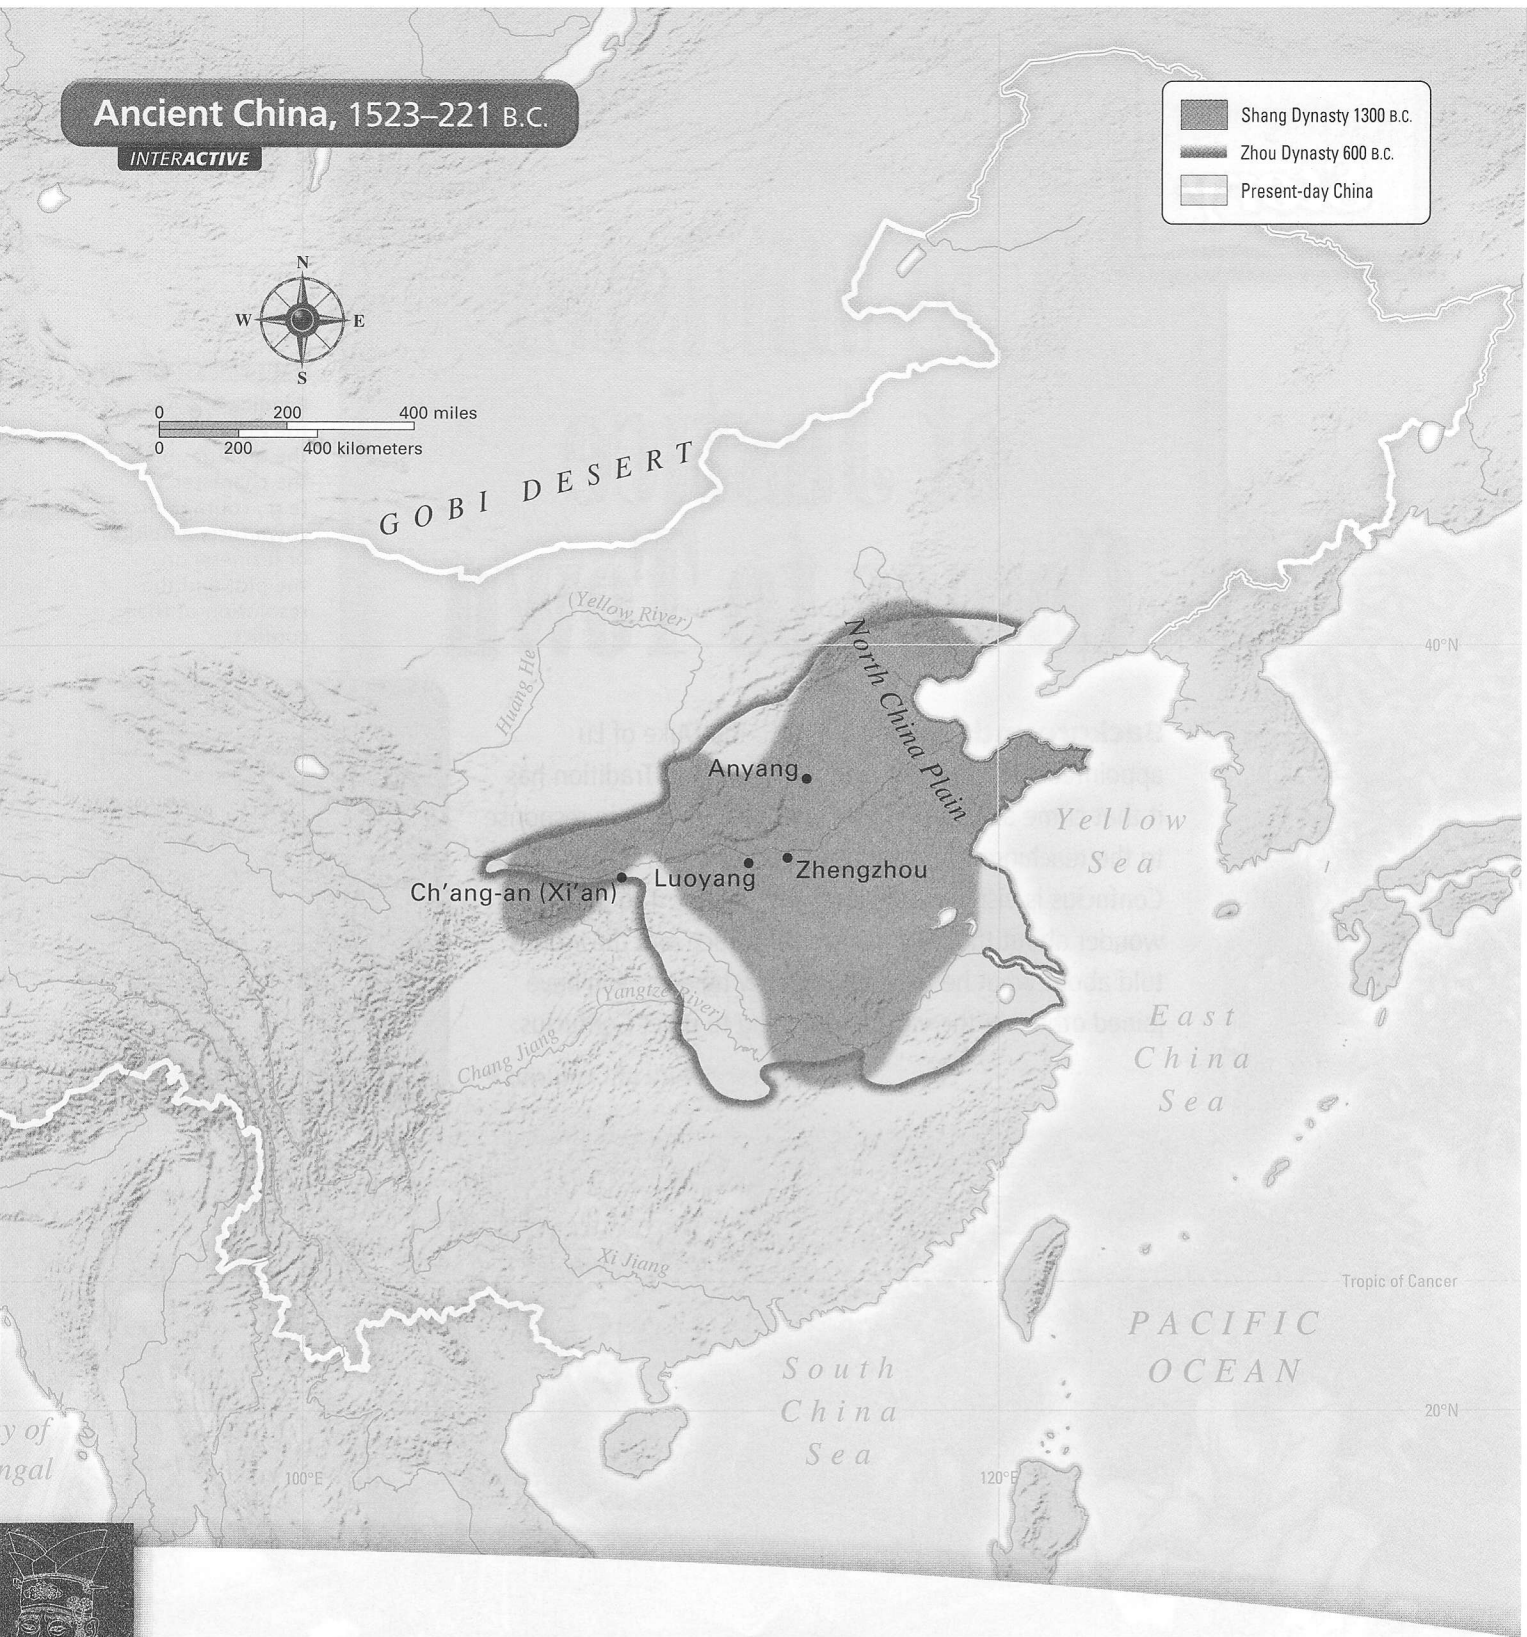 Ancient China, 1523–221 B.C.
INTERACTIVE
Shang Dynasty 1300 B.C.
Zhou Dynasty 600 B.C.
Present-day China
N
W E
S
0 200 400 miles
0 200 400 kilometers
GOBI DESERT
(Yellow River)
Huang He
North China Plain
40°N
Anyang
Yellow
Sea
Zhengzhou
Luoyang
Ch'ang-an (Xi'an)
(Yangtze River)
Chang Jiang
East
China
Sea
Xi Jiang
Tropic of Cancer
PACIFIC
OCEAN
South
China
Sea
20°N
y of
ngal
100°E
120°E